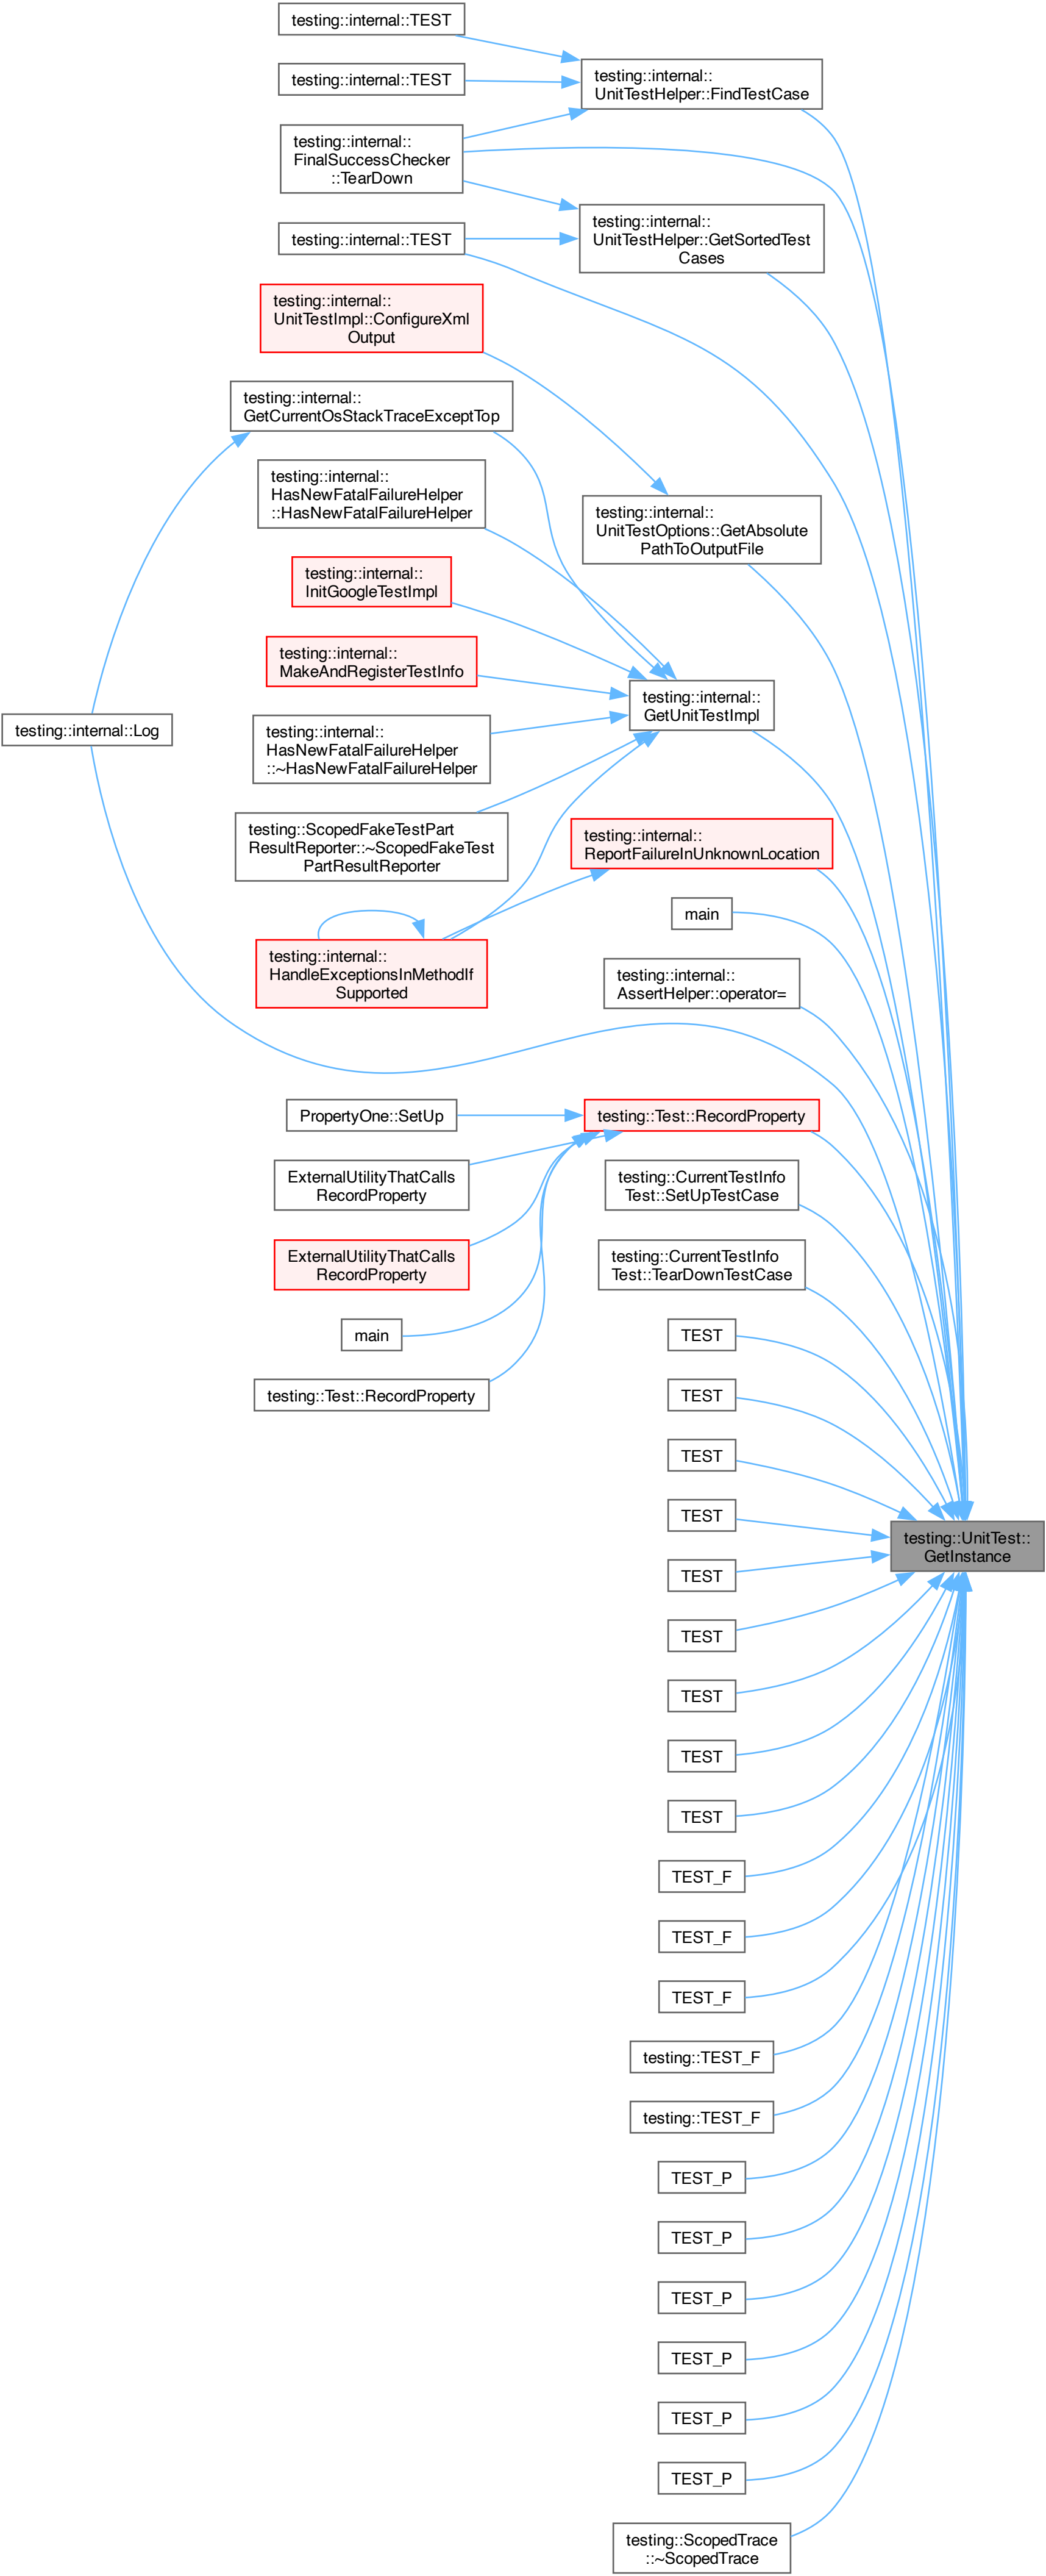 testing::internal::TEST
testing::internal::TEST
testing::internal::
FinalSuccessChecker
::TearDown
testing::internal::TEST
testing::internal::
UnitTestHelper::FindTestCase
testing::internal::
UnitTestHelper::GetSortedTest
Cases
testing::internal::
UnitTestImpl::ConfigureXml
Output
testing::internal::
GetCurrentOsStackTraceExceptTop
testing::internal::
HasNewFatalFailureHelper
::HasNewFatalFailureHelper
testing::internal::
UnitTestOptions::GetAbsolute
PathToOutputFile
testing::internal::
InitGoogleTestImpl
testing::internal::
MakeAndRegisterTestInfo
testing::internal::
GetUnitTestImpl
testing::internal::Log
testing::internal::
HasNewFatalFailureHelper
::~HasNewFatalFailureHelper
testing::ScopedFakeTestPart
ResultReporter::~ScopedFakeTest
PartResultReporter
testing::internal::
ReportFailureInUnknownLocation
main
testing::internal::
HandleExceptionsInMethodIf
Supported
testing::internal::
AssertHelper::operator=
PropertyOne::SetUp
testing::Test::RecordProperty
ExternalUtilityThatCalls
RecordProperty
testing::CurrentTestInfo
Test::SetUpTestCase
ExternalUtilityThatCalls
RecordProperty
testing::CurrentTestInfo
Test::TearDownTestCase
main
TEST
testing::Test::RecordProperty
TEST
TEST
TEST
testing::UnitTest::
GetInstance
TEST
TEST
TEST
TEST
TEST
TEST_F
TEST_F
TEST_F
testing::TEST_F
testing::TEST_F
TEST_P
TEST_P
TEST_P
TEST_P
TEST_P
TEST_P
testing::ScopedTrace
::~ScopedTrace